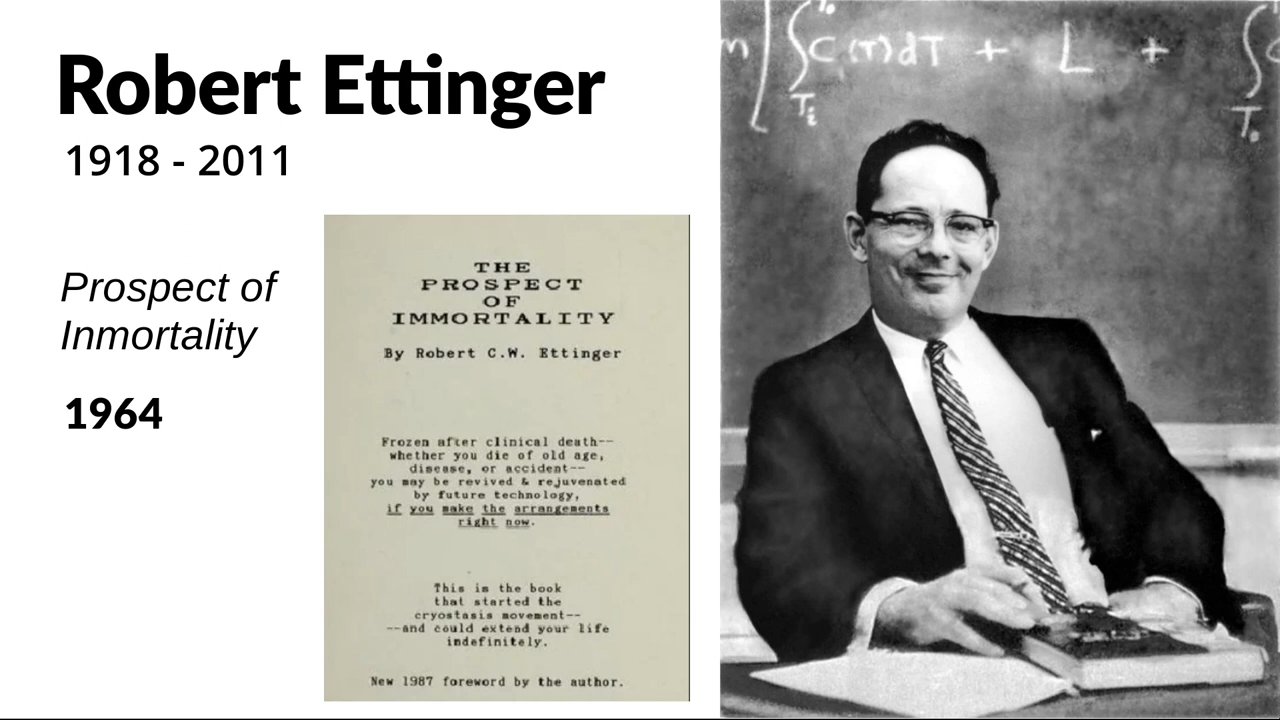 Robert Ettinger
1918 - 2011
Prospect of
Inmortality
1964
THE
PROSPECT
OF
IMMORTALITY
By Robert C.W. Ettinger
Frozen after clinical death--
whether you die of old age,
disease, or accident--
you may be revived & rejuvenated
by future technology,
if you make the arrangements
right now.
This is the book
that started the
cryostasis movement--
--and could extend your life
indefinitely.
New 1987 foreword by the author.
C(T)dT + L +